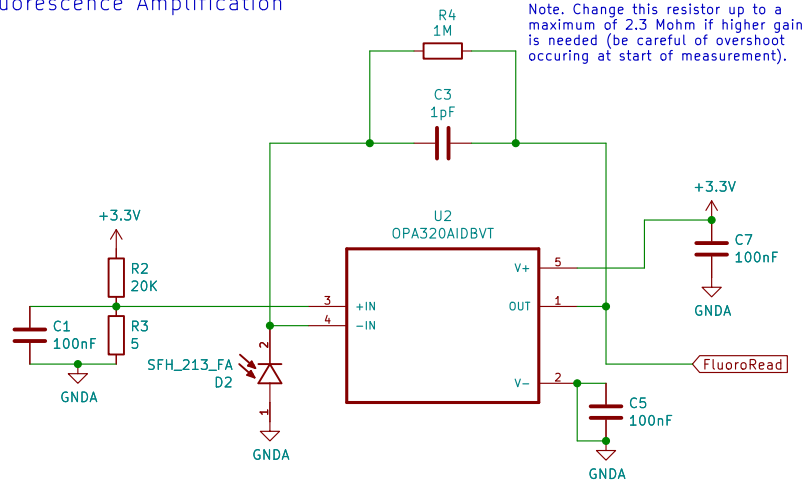 uorescence Amplification
Note. Change this resistor up to a
maximum of 2.3 Mohm if higher gain
is needed (be careful of overshoot
occuring at start of measurement).
R4
1M
C3
1pF
+3.3V
+3.3V
U2
OPA320AIDBVT
C7
100nF
GNDA
R2
20K
V+
5
3
+IN
OUT
1
4
-IN
C1
100nF
R3
5
GNDA
2
SFH_213_FA
D2
1
GNDA
FluoroRead
V-
2
C5
100nF
GNDA